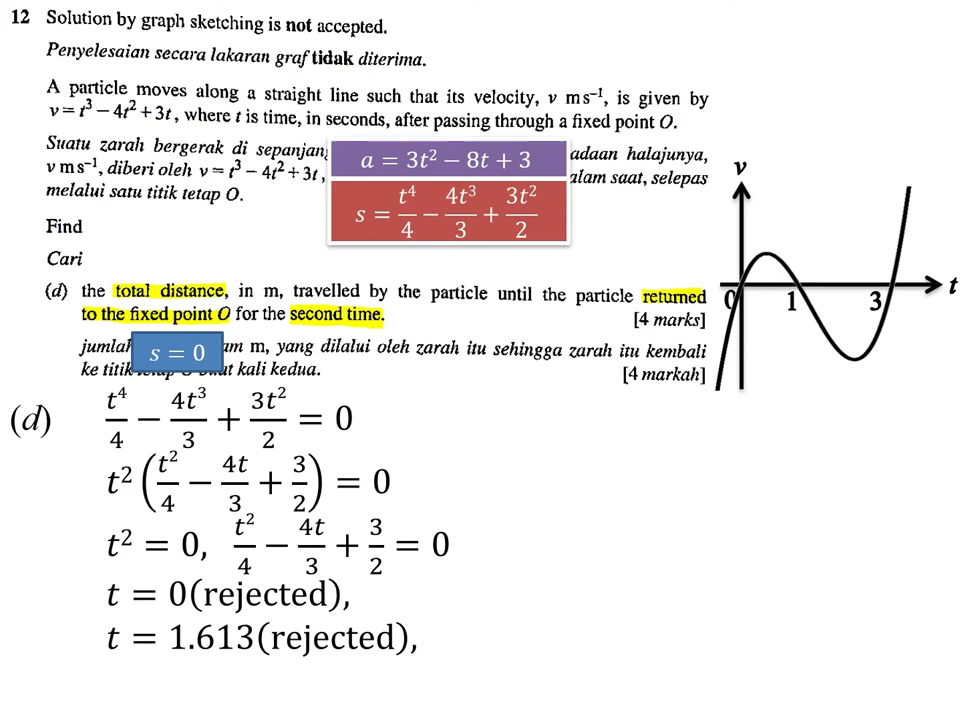 12 Solution by graph sketching is not accepted.
Penyelesaian secara lakaran graf tidak diterima.
A particle moves along a straight line such that its velocity, v m s⁻¹, is given by
v = t³ − 4t² + 3t, where t is time, in seconds, after passing through a fixed point O.
Suatu zarah bergerak di sepanjang adaan halajunya,
v m s⁻¹, diberi oleh v = t³ − 4t² + 3t, alam saat, selepas
melalui satu titik tetap O.
a = 3t² − 8t + 3
s = t⁴/4 − 4t³/3 + 3t²/2
Find
Cari
(d) the total distance, in m, travelled by the particle until the particle returned
to the fixed point O for the second time.
[4 marks]
jumlah am m, yang dilalui oleh zarah itu sehingga zarah itu kembali
ke titik kali kedua.
[4 markah]
s = 0
v
t
0 1 3
(d) t⁴/4 − 4t³/3 + 3t²/2 = 0
t² (t²/4 − 4t/3 + 3/2) = 0
t² = 0, t²/4 − 4t/3 + 3/2 = 0
t = 0(rejected),
t = 1.613(rejected),